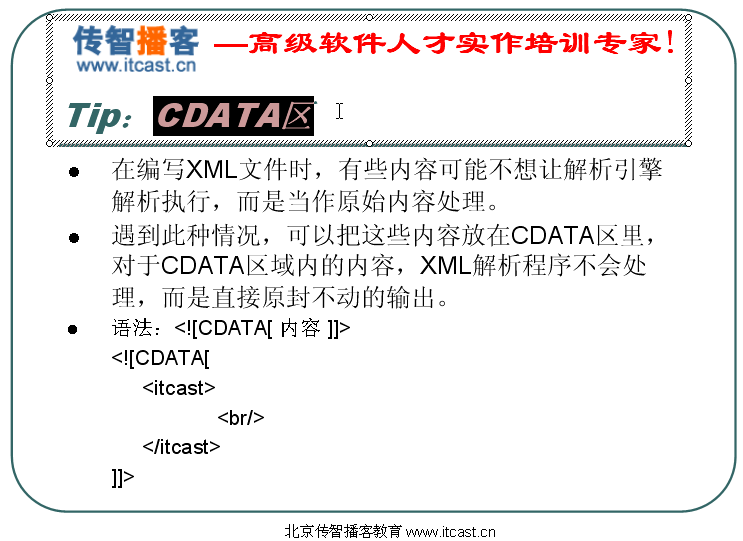 传智播客 —高级软件人才实作培训专家!
www.itcast.cn
Tip：CDATA区
在编写XML文件时，有些内容可能不想让解析引擎
解析执行，而是当作原始内容处理。
遇到此种情况，可以把这些内容放在CDATA区里，
对于CDATA区域内的内容，XML解析程序不会处
理，而是直接原封不动的输出。
语法：<![CDATA[ 内容 ]]>
<![CDATA[
<itcast>
<br/>
</itcast>
]]>
北京传智播客教育 www.itcast.cn